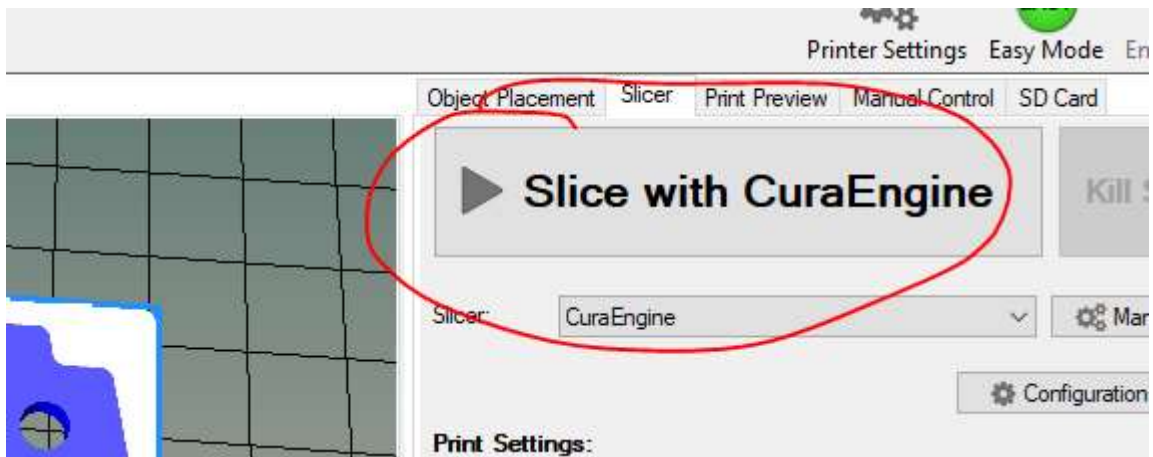 Printer Settings Easy Mode
Object Placement Slicer Print Preview Manual Control SD Card
Slice with CuraEngine Kill
Slicer: CuraEngine
Configuration
Print Settings: